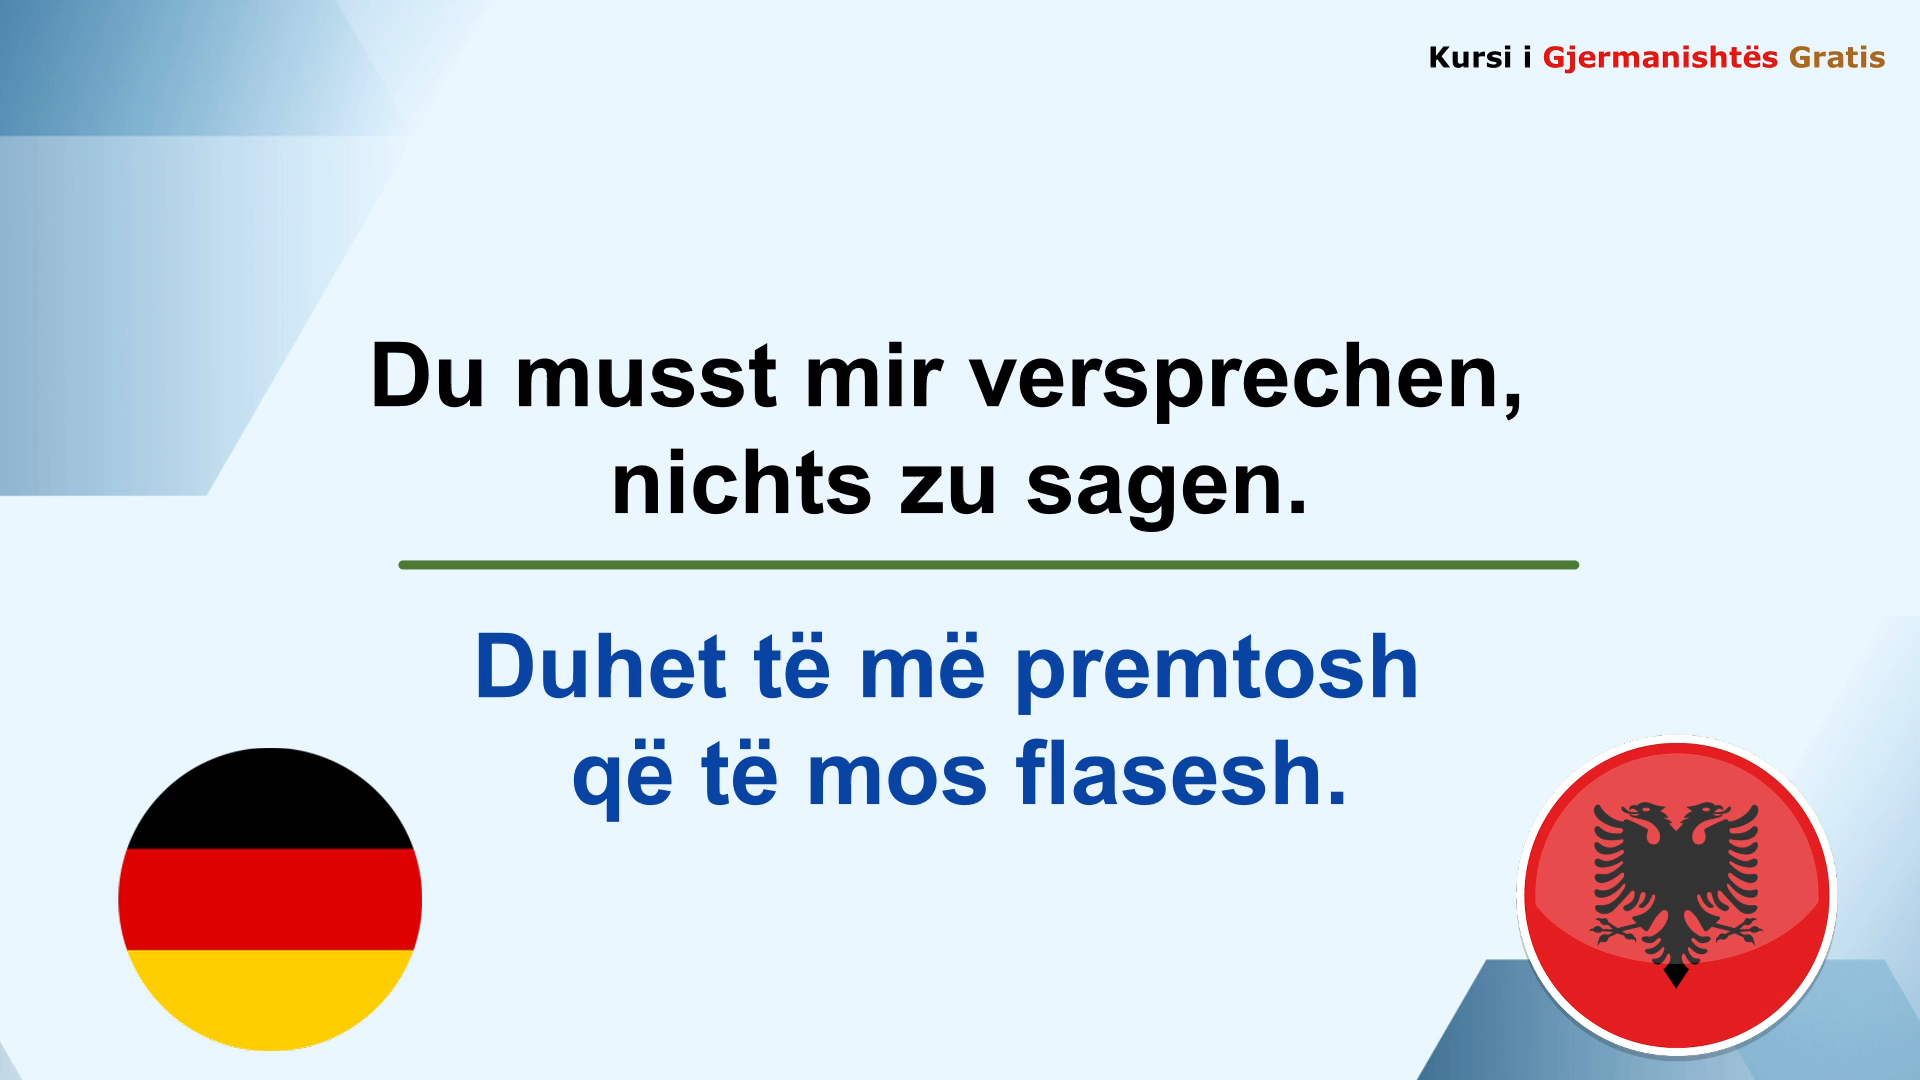 Kursi i Gjermanishtës Gratis
Du musst mir versprechen,
nichts zu sagen.
Duhet të më premtosh
që të mos flasesh.